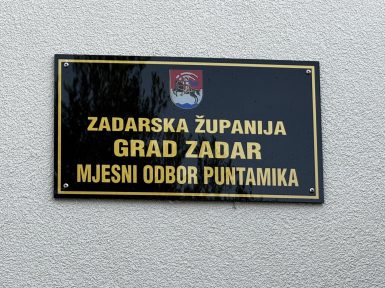 ZADARSKA ŽUPANIJA
GRAD ZADAR
MJESNI ODBOR PUNTAMIKA